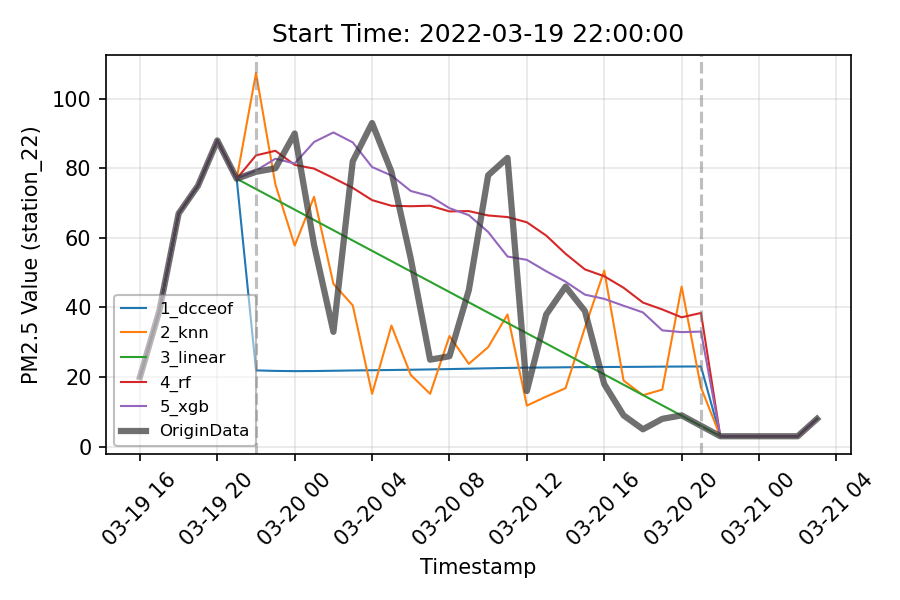 Start Time: 2022-03-19 22:00:00
PM2.5 Value (station_22)
100
80
60
40
20
0
1_dcceof
2_knn
3_linear
4_rf
5_xgb
OriginData
03-19 16
03-19 20
03-20 00
03-20 04
03-20 08
03-20 12
03-20 16
03-20 20
03-21 00
03-21 04
Timestamp